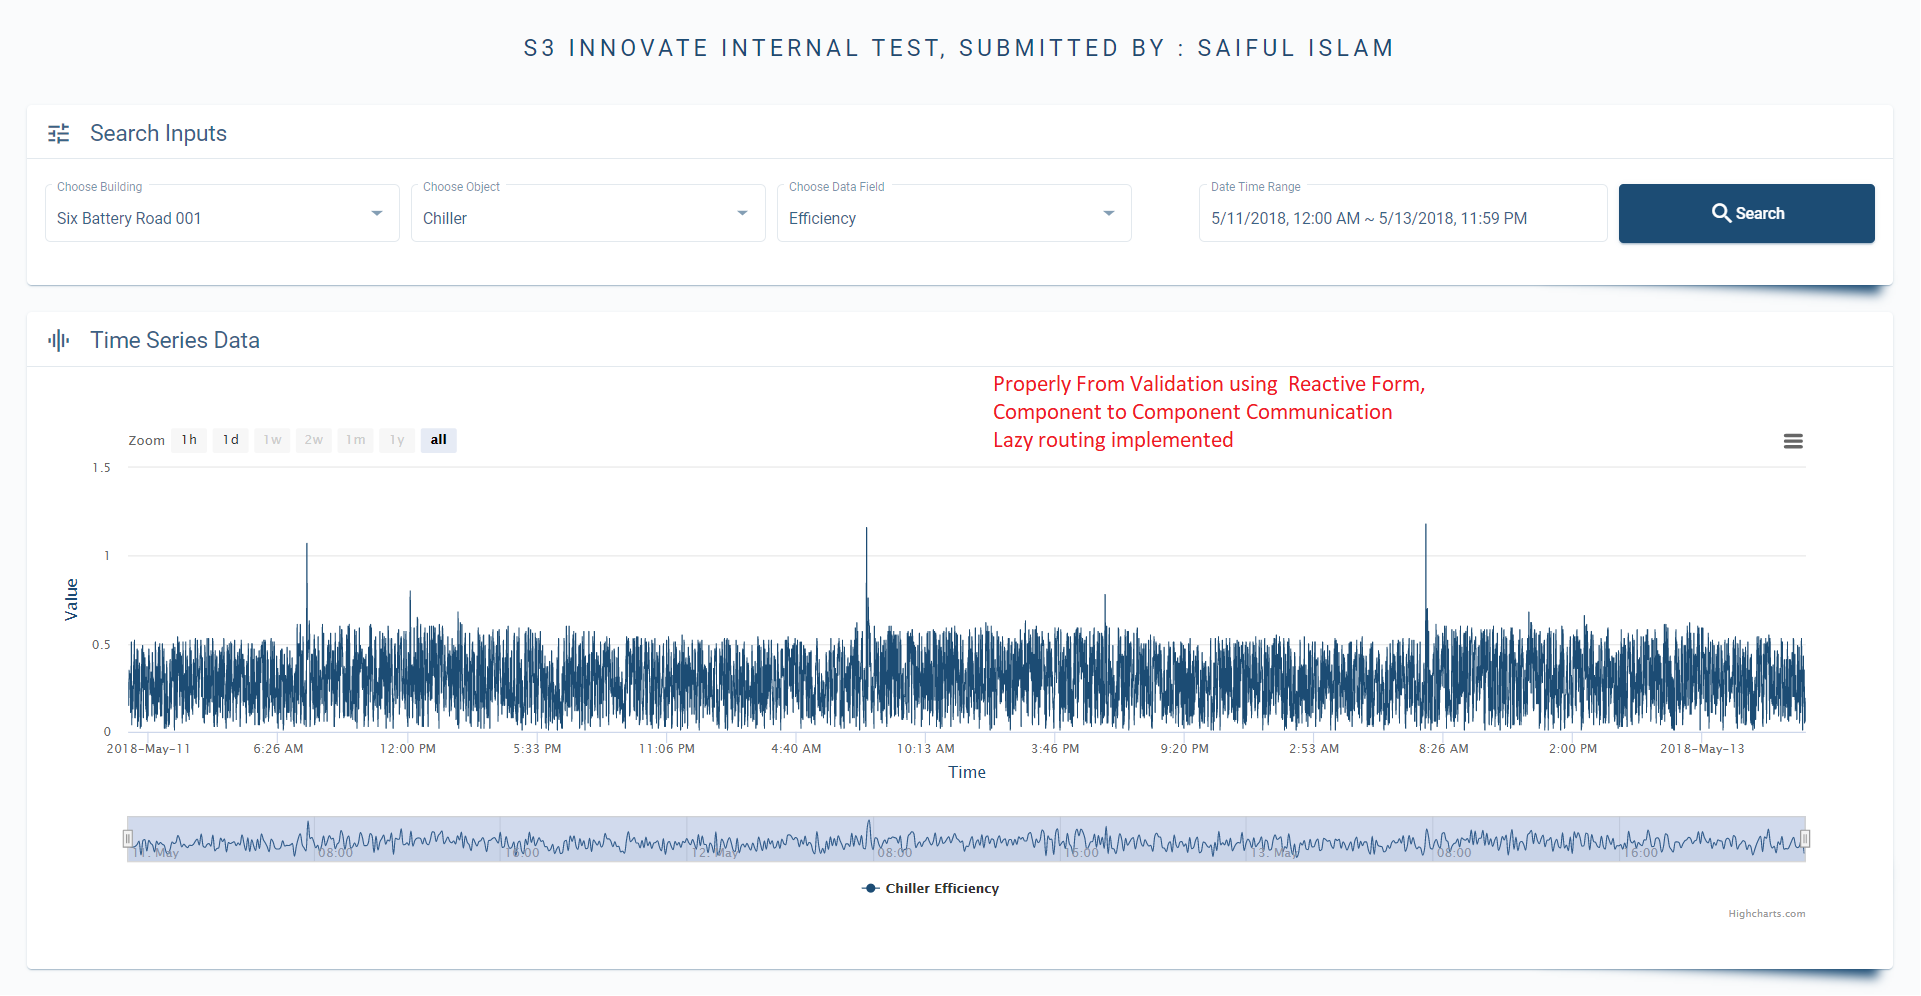 S3 INNOVATE INTERNAL TEST, SUBMITTED BY : SAIFUL ISLAM
Search Inputs
Choose Building
Choose Object
Choose Data Field
Date Time Range
Six Battery Road 001
Chiller
Efficiency
5/11/2018, 12:00 AM ~ 5/13/2018, 11:59 PM
Search
Time Series Data
Properly From Validation using  Reactive Form,
Component to Component Communication
Lazy routing implemented
Zoom 1h 1d 1w 2w 1m 1y all
1.5
1
0.5
0
Value
2018-May-11 6:26 AM 12:00 PM 5:33 PM 11:06 PM 4:40 AM 10:13 AM 3:46 PM 9:20 PM 2:53 AM 8:26 AM 2:00 PM 2018-May-13
Time
11. May 08:00 16:00 12. May 08:00 16:00 13. May 08:00 16:00
Chiller Efficiency
Highcharts.com